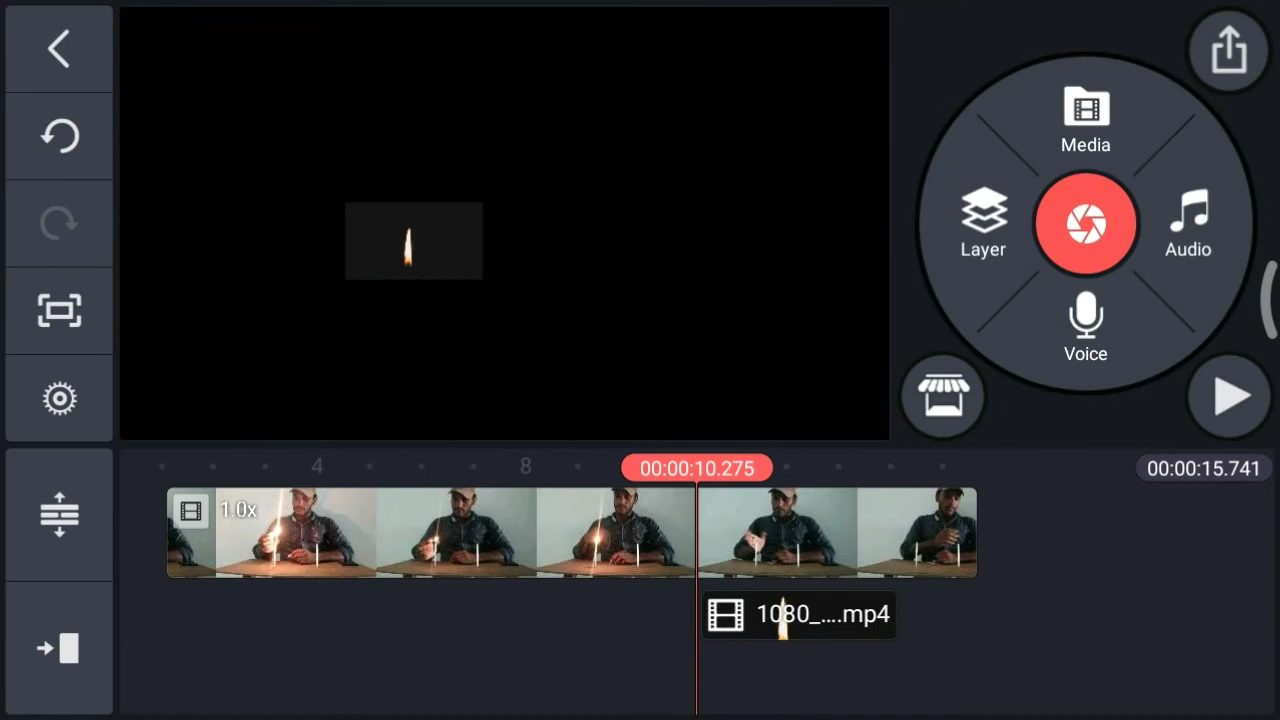 Media
Layer
Audio
Voice
4
8
00:00:10.275
00:00:15.741
1.0x
1080_....mp4